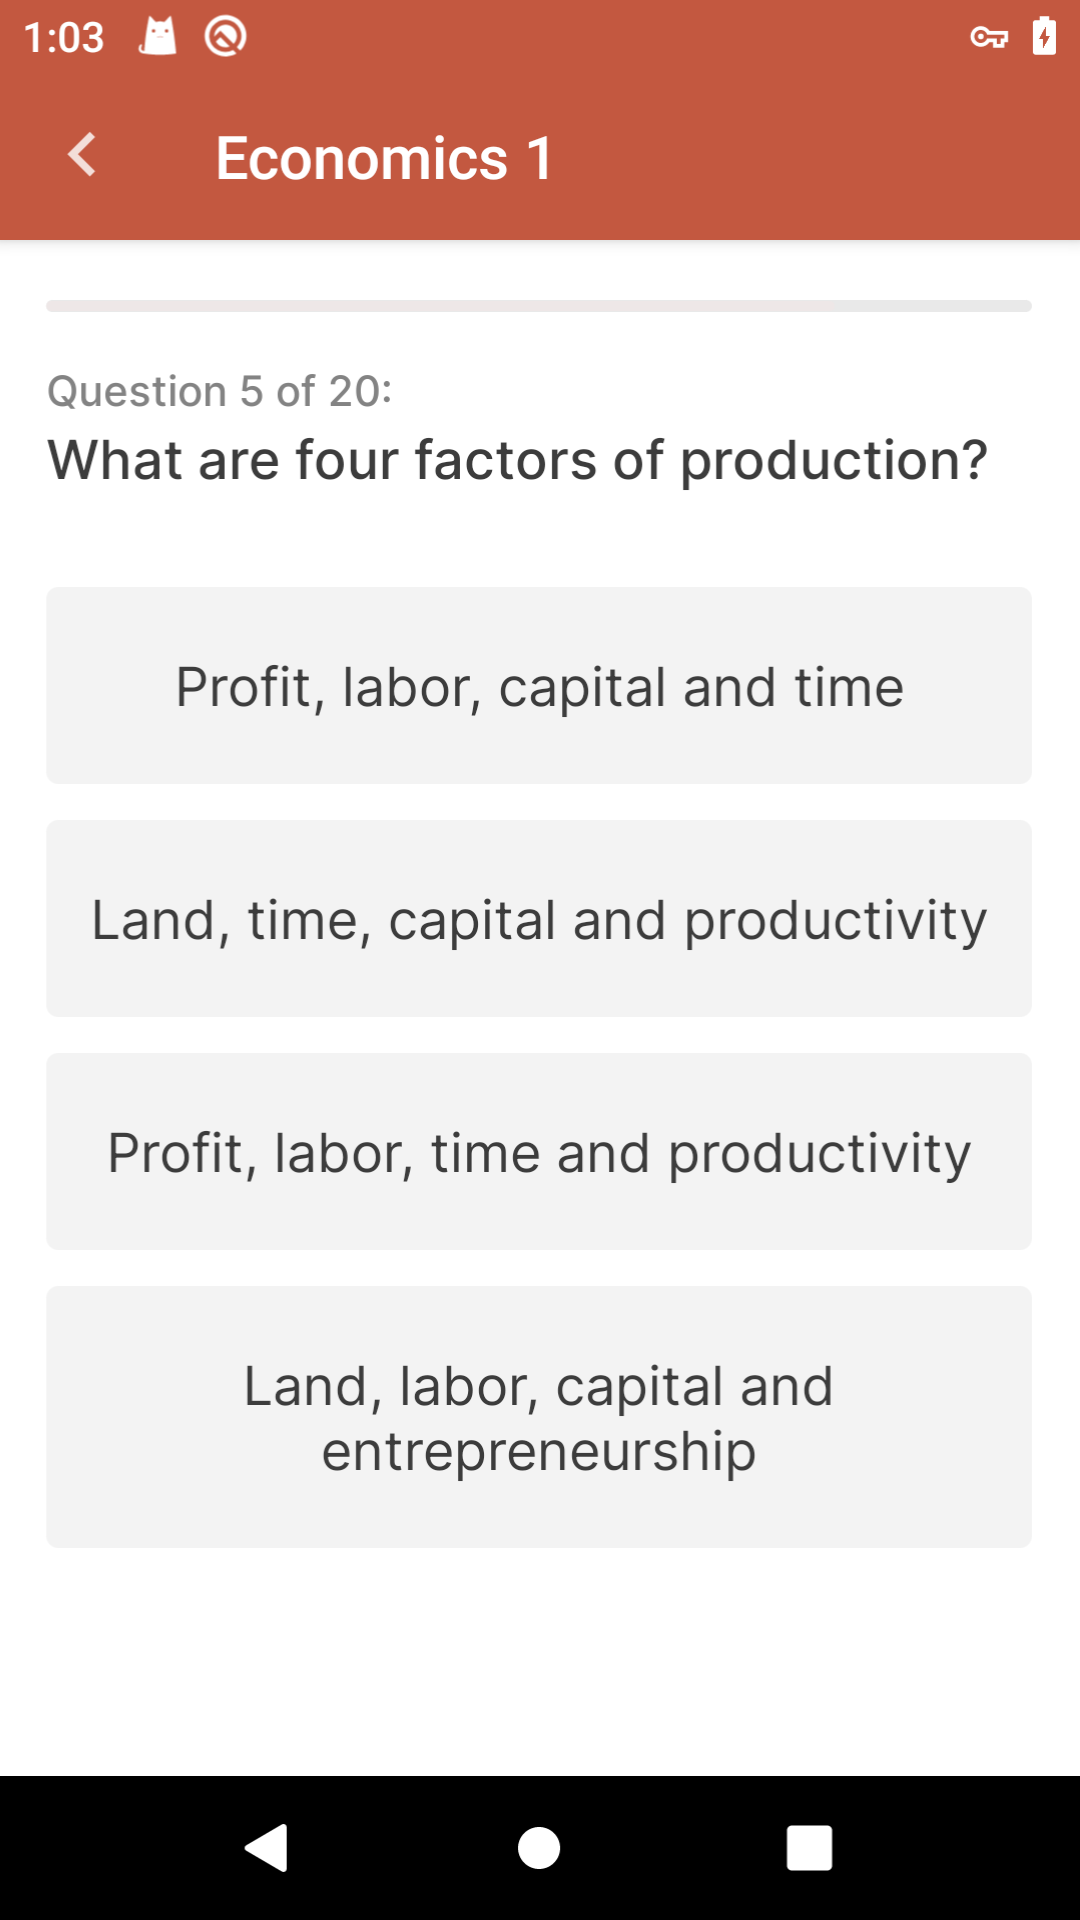 1:03
Economics 1
Question 5 of 20:
What are four factors of production?
Profit, labor, capital and time
Land, time, capital and productivity
Profit, labor, time and productivity
Land, labor, capital and
entrepreneurship